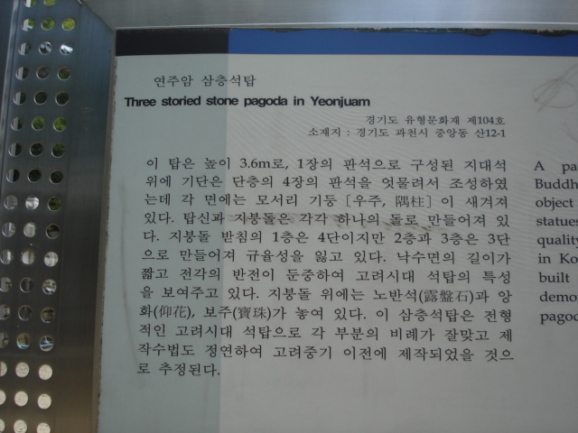 연주암 삼층석탑
Three storied stone pagoda in Yeonjuam
경기도 유형문화재 제104호
소재지 : 경기도 과천시 중앙동 산12-1
이 탑은 높이 3.6m로, 1장의 판석으로 구성된 지대석
위에 기단은 단층의 4장의 판석을 엇물려서 조성하였
는데 각 면에는 모서리 기둥 [우주, 隅柱] 이 새겨져
있다. 탑신과 지붕돌은 각각 하나의 돌로 만들어져 있
다. 지붕돌 받침의 1층은 4단이지만 2층과 3층은 3단
으로 만들어져 규율성을 잃고 있다. 낙수면의 길이가
짧고 전각의 반전이 둔중하여 고려시대 석탑의 특성
을 보여주고 있다. 지붕돌 위에는 노반석(露盤石)과 앙
화(仰花), 보주(寶珠)가 놓여 있다. 이 삼층석탑은 전형
적인 고려시대 석탑으로 각 부분의 비례가 잘맞고 제
작수법도 정연하여 고려중기 이전에 제작되었을 것으
로 추정된다.
A pa
Buddh
object
statues
quality
in Ko
built
demo
pagod